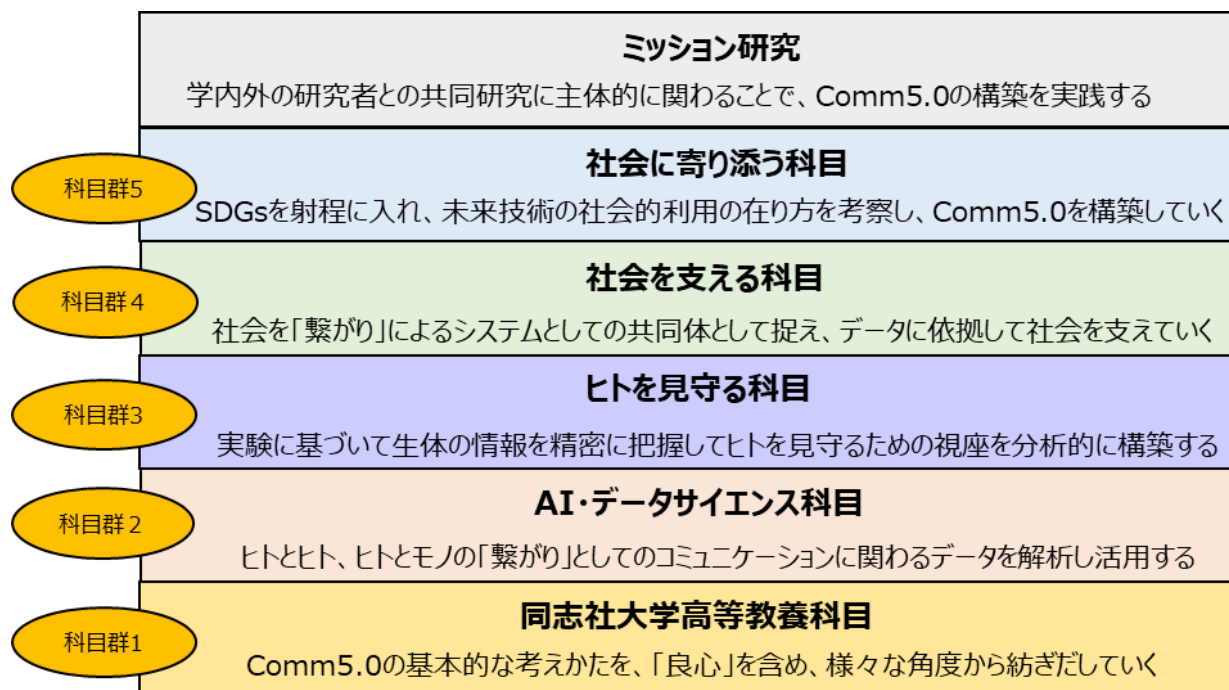 ミッション研究
学内外の研究者との共同研究に主体的に関わることで、Comm5.0の構築を実践する
科目群5
社会に寄り添う科目
SDGsを射程に入れ、未来技術の社会的利用の在り方を考察し、Comm5.0を構築していく
科目群４
社会を支える科目
社会を「繋がり」によるシステムとしての共同体として捉え、データに依拠して社会を支えていく
科目群3
ヒトを見守る科目
実験に基づいて生体の情報を精密に把握してヒトを見守るための視座を分析的に構築する
科目群２
AI・データサイエンス科目
ヒトとヒト、ヒトとモノの「繋がり」としてのコミュニケーションに関わるデータを解析し活用する
科目群1
同志社大学高等教養科目
Comm5.0の基本的な考えかたを、「良心」を含め、様々な角度から紡ぎだしていく